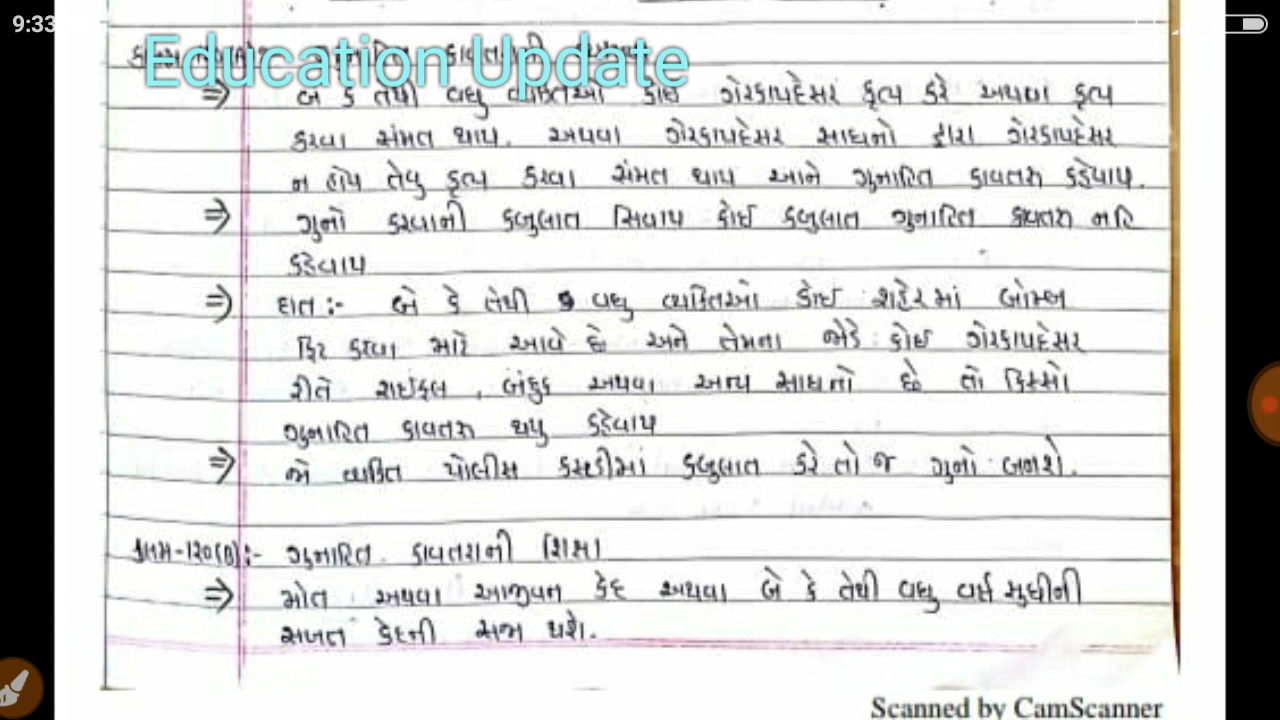 9:33
Education Update
⇒ બે કે તેથી વધુ વ્યક્તિઓ કોઇ ગેરકાયદેસર કૃત્ય કરે અથવા કૃત્ય
કરવા સંમત થાય. અથવા ગેરકાયદેસર સાધનો દ્વારા ગેરકાયદેસર
ન હોય તેવુ કૃત્ય કરવા સંમત થાય આને ગુનાહિત કાવતરુ કહેવાય.
⇒ ગુનો કરવાની કબુલાત સિવાય કોઈ કબુલાત ગુનાહિત કાવતરુ નહિ
કહેવાય
⇒ દાત :- બે કે તેથી વધુ વ્યક્તિઓ કોઈ શહેરમાં બોમ્બ
ફિટ કરવા માટે આવે છે અને તેમના જોડે કોઈ ગેરકાયદેસર
રીતે રાઈફલ , બંદુક અથવા અન્ય સાધનો છે તો કિસ્સો
ગુનાહિત કાવતરુ થયુ કહેવાય
⇒ જો વ્યક્તિ પોલીસ કસ્ટડીમાં કબુલાત કરે તો જ ગુનો બનશે.
કલમ-120(B) :- ગુનાહિત કાવતરાની શિક્ષા
⇒ મોત અથવા આજીવન કેદ અથવા બે કે તેથી વધુ વર્ષ સુધીની
સખત કેદની સજા થશે.
Scanned by CamScanner